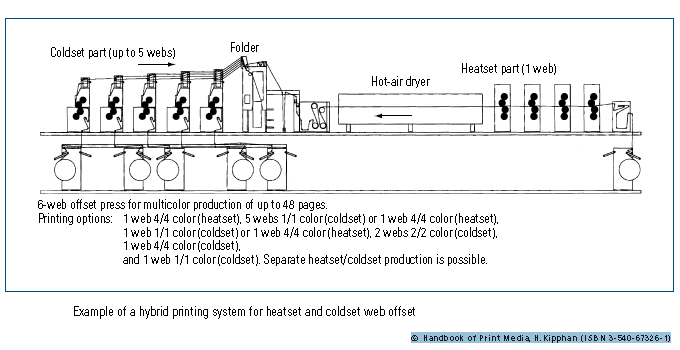 Coldset part (up to 5 webs)
Folder
Hot-air dryer
Heatset part (1 web)
6-web offset press for multicolor production of up to 48 pages.
Printing options: 1 web 4/4 color (heatset), 5 webs 1/1 color (coldset) or 1 web 4/4 color (heatset),
1 web 1/1 color (coldset) or 1 web 4/4 color (heatset), 2 webs 2/2 color (coldset),
1 web 4/4 color (coldset),
and 1 web 1/1 color (coldset). Separate heatset/coldset production is possible.
Example of a hybrid printing system for heatset and coldset web offset
© Handbook of Print Media, H. Kipphan (ISBN 3-540-67326-1)